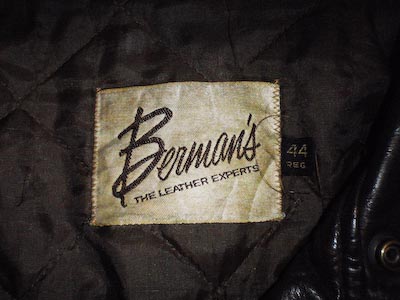 Berman's
THE LEATHER EXPERTS
44
REG